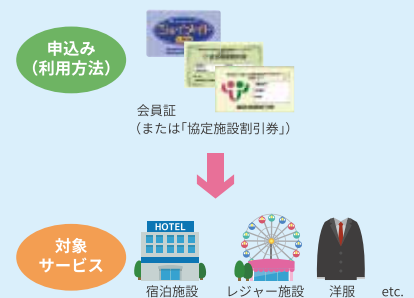 申込み
(利用方法)
会員証
(または「協定施設割引券」)
対象
サービス
HOTEL
宿泊施設
レジャー施設
洋服
etc.